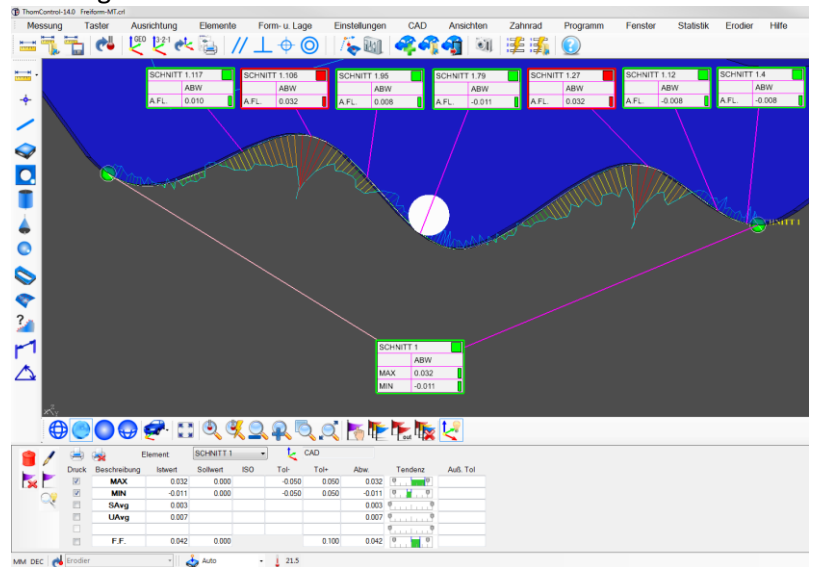 ThomControl-14.0 Freiform-MT.crf
Messung Taster Ausrichtung Elemente Form- u. Lage Einstellungen CAD Ansichten Zahnrad Programm Fenster Statistik Erodier Hilfe
GEO 3-2-1
SCHNITT 1.117 SCHNITT 1.106 SCHNITT 1.95 SCHNITT 1.79 SCHNITT 1.27 SCHNITT 1.12 SCHNITT 1.4
ABW ABW ABW ABW ABW ABW ABW
A.FL. 0.010 A.FL. 0.032 A.FL. 0.008 A.FL. -0.011 A.FL. 0.032 A.FL. -0.008 A.FL. -0.008
SCHNITT 1
ABW
MAX 0.032
MIN -0.011
out
Element SCHNITT 1 CAD
Druck Beschreibung Istwert Sollwert ISO Tol- Tol+ Abw. Tendenz Auß. Tol
MAX 0.032 0.000 -0.050 0.050 0.032
MIN -0.011 0.000 -0.050 0.050 -0.011
SAvg 0.003 0.003
UAvg 0.007 0.007
F.F. 0.042 0.000 0.100 0.042
MM DEC Erodier Auto 21.5